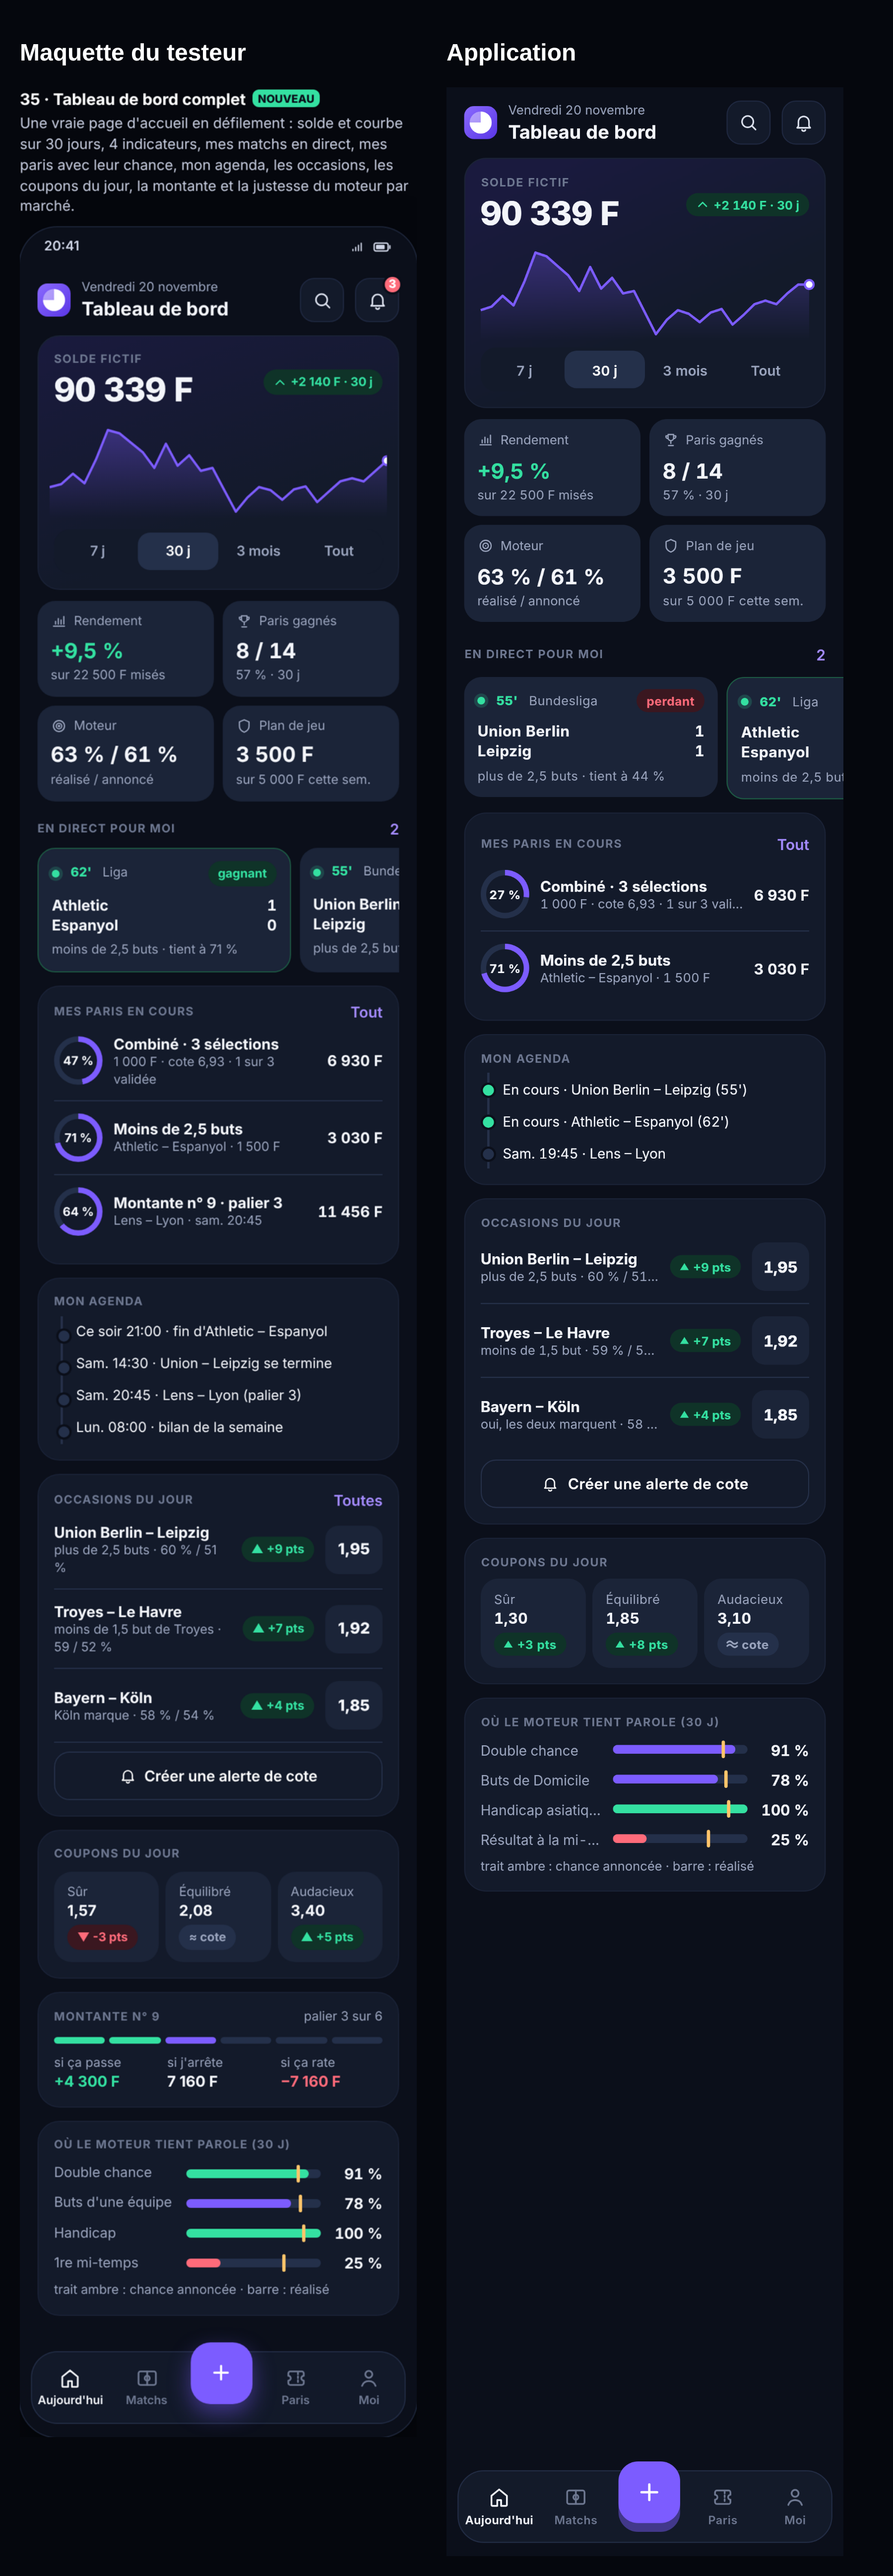 Maquette du testeur
35 · Tableau de bord complet NOUVEAU
Une vraie page d'accueil en défilement : solde et courbe
sur 30 jours, 4 indicateurs, mes matchs en direct, mes
paris avec leur chance, mon agenda, les occasions, les
coupons du jour, la montante et la justesse du moteur par
marché.
20:41
Vendredi 20 novembre
Tableau de bord
3
SOLDE FICTIF
90 339 F
+2 140 F · 30 j
7 j 30 j 3 mois Tout
Rendement
+9,5 %
sur 22 500 F misés
Paris gagnés
8 / 14
57 % · 30 j
Moteur
63 % / 61 %
réalisé / annoncé
Plan de jeu
3 500 F
sur 5 000 F cette sem.
EN DIRECT POUR MOI 2
62' Liga gagnant
Athletic 1
Espanyol 0
moins de 2,5 buts · tient à 71 %
55' Bunde
Union Berlin
Leipzig
plus de 2,5 bu
MES PARIS EN COURS Tout
47 %
Combiné · 3 sélections
1 000 F · cote 6,93 · 1 sur 3
validée
6 930 F
71 %
Moins de 2,5 buts
Athletic – Espanyol · 1 500 F
3 030 F
64 %
Montante n° 9 · palier 3
Lens – Lyon · sam. 20:45
11 456 F
MON AGENDA
Ce soir 21:00 · fin d'Athletic – Espanyol
Sam. 14:30 · Union – Leipzig se termine
Sam. 20:45 · Lens – Lyon (palier 3)
Lun. 08:00 · bilan de la semaine
OCCASIONS DU JOUR Toutes
Union Berlin – Leipzig
plus de 2,5 buts · 60 % / 51
%
+9 pts 1,95
Troyes – Le Havre
moins de 1,5 but de Troyes ·
59 / 52 %
+7 pts 1,92
Bayern – Köln
Köln marque · 58 % / 54 %
+4 pts 1,85
Créer une alerte de cote
COUPONS DU JOUR
Sûr
1,57
-3 pts
Équilibré
2,08
≈ cote
Audacieux
3,40
+5 pts
MONTANTE N° 9 palier 3 sur 6
si ça passe si j'arrête si ça rate
+4 300 F 7 160 F −7 160 F
OÙ LE MOTEUR TIENT PAROLE (30 J)
Double chance 91 %
Buts d'une équipe 78 %
Handicap 100 %
1re mi-temps 25 %
trait ambre : chance annoncée · barre : réalisé
Aujourd'hui Matchs + Paris Moi
Application
Vendredi 20 novembre
Tableau de bord
SOLDE FICTIF
90 339 F
+2 140 F · 30 j
7 j 30 j 3 mois Tout
Rendement
+9,5 %
sur 22 500 F misés
Paris gagnés
8 / 14
57 % · 30 j
Moteur
63 % / 61 %
réalisé / annoncé
Plan de jeu
3 500 F
sur 5 000 F cette sem.
EN DIRECT POUR MOI 2
55' Bundesliga perdant
Union Berlin 1
Leipzig 1
plus de 2,5 buts · tient à 44 %
62' Liga
Athletic
Espanyol
moins de 2,5 but
MES PARIS EN COURS Tout
27 %
Combiné · 3 sélections
1 000 F · cote 6,93 · 1 sur 3 vali...
6 930 F
71 %
Moins de 2,5 buts
Athletic – Espanyol · 1 500 F
3 030 F
MON AGENDA
En cours · Union Berlin – Leipzig (55')
En cours · Athletic – Espanyol (62')
Sam. 19:45 · Lens – Lyon
OCCASIONS DU JOUR
Union Berlin – Leipzig
plus de 2,5 buts · 60 % / 51...
+9 pts 1,95
Troyes – Le Havre
moins de 1,5 but · 59 % / 5...
+7 pts 1,92
Bayern – Köln
oui, les deux marquent · 58 ...
+4 pts 1,85
Créer une alerte de cote
COUPONS DU JOUR
Sûr
1,30
+3 pts
Équilibré
1,85
+8 pts
Audacieux
3,10
≈ cote
OÙ LE MOTEUR TIENT PAROLE (30 J)
Double chance 91 %
Buts de Domicile 78 %
Handicap asiatiq... 100 %
Résultat à la mi-... 25 %
trait ambre : chance annoncée · barre : réalisé
Aujourd'hui Matchs + Paris Moi